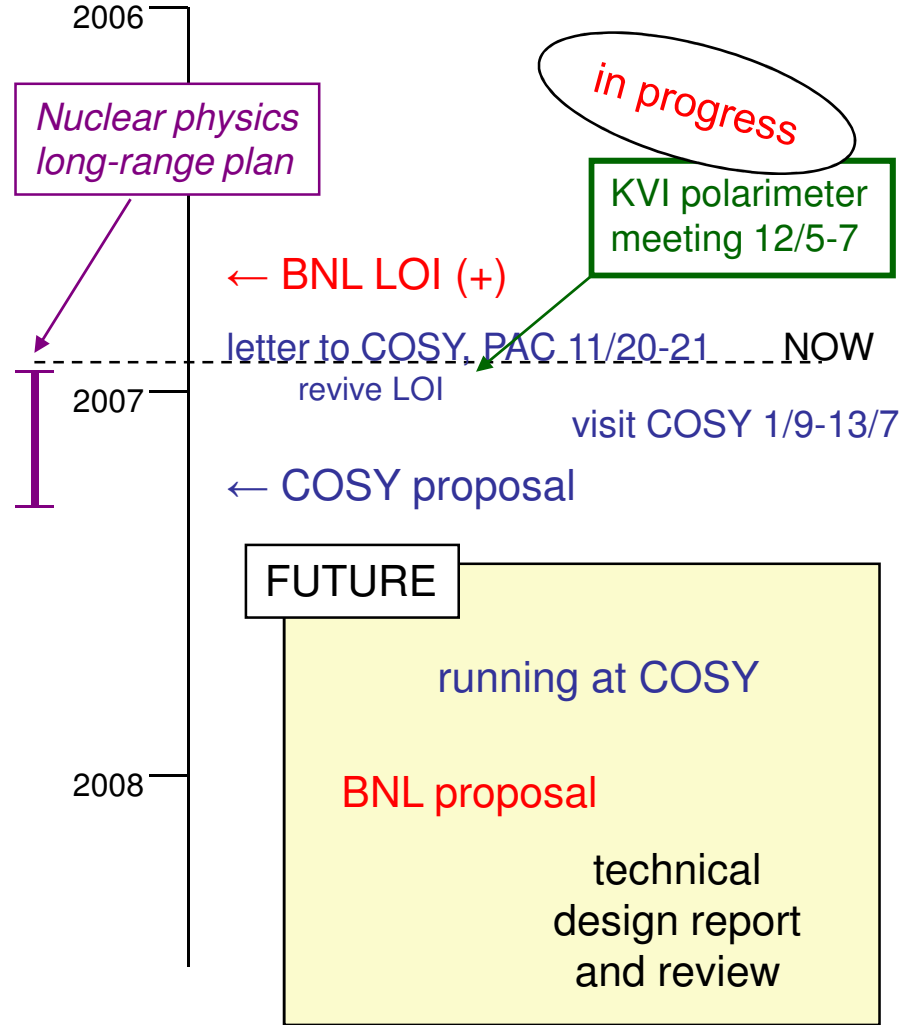 2006
in progress
Nuclear physics
long-range plan
KVI polarimeter
meeting 12/5-7
← BNL LOI (+)
letter to COSY, PAC 11/20-21 NOW
revive LOI
2007
visit COSY 1/9-13/7
← COSY proposal
FUTURE
running at COSY
2008
BNL proposal
technical
design report
and review